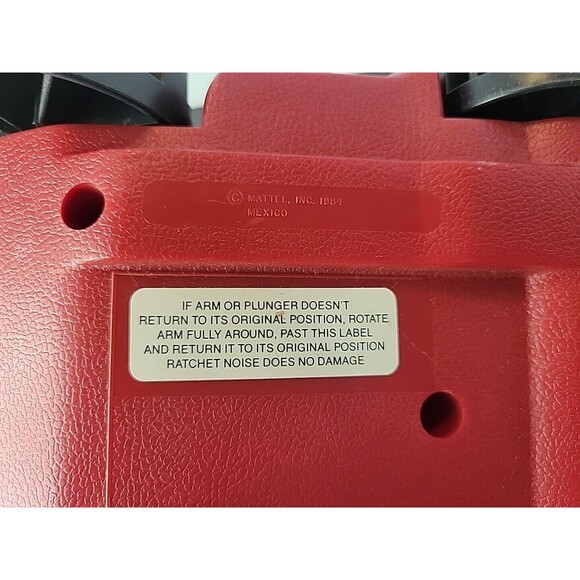 © MATTEL, INC. 1984
MEXICO
IF ARM OR PLUNGER DOESN'T
RETURN TO ITS ORIGINAL POSITION, ROTATE
ARM FULLY AROUND, PAST THIS LABEL
AND RETURN IT TO ITS ORIGINAL POSITION
RATCHET NOISE DOES NO DAMAGE